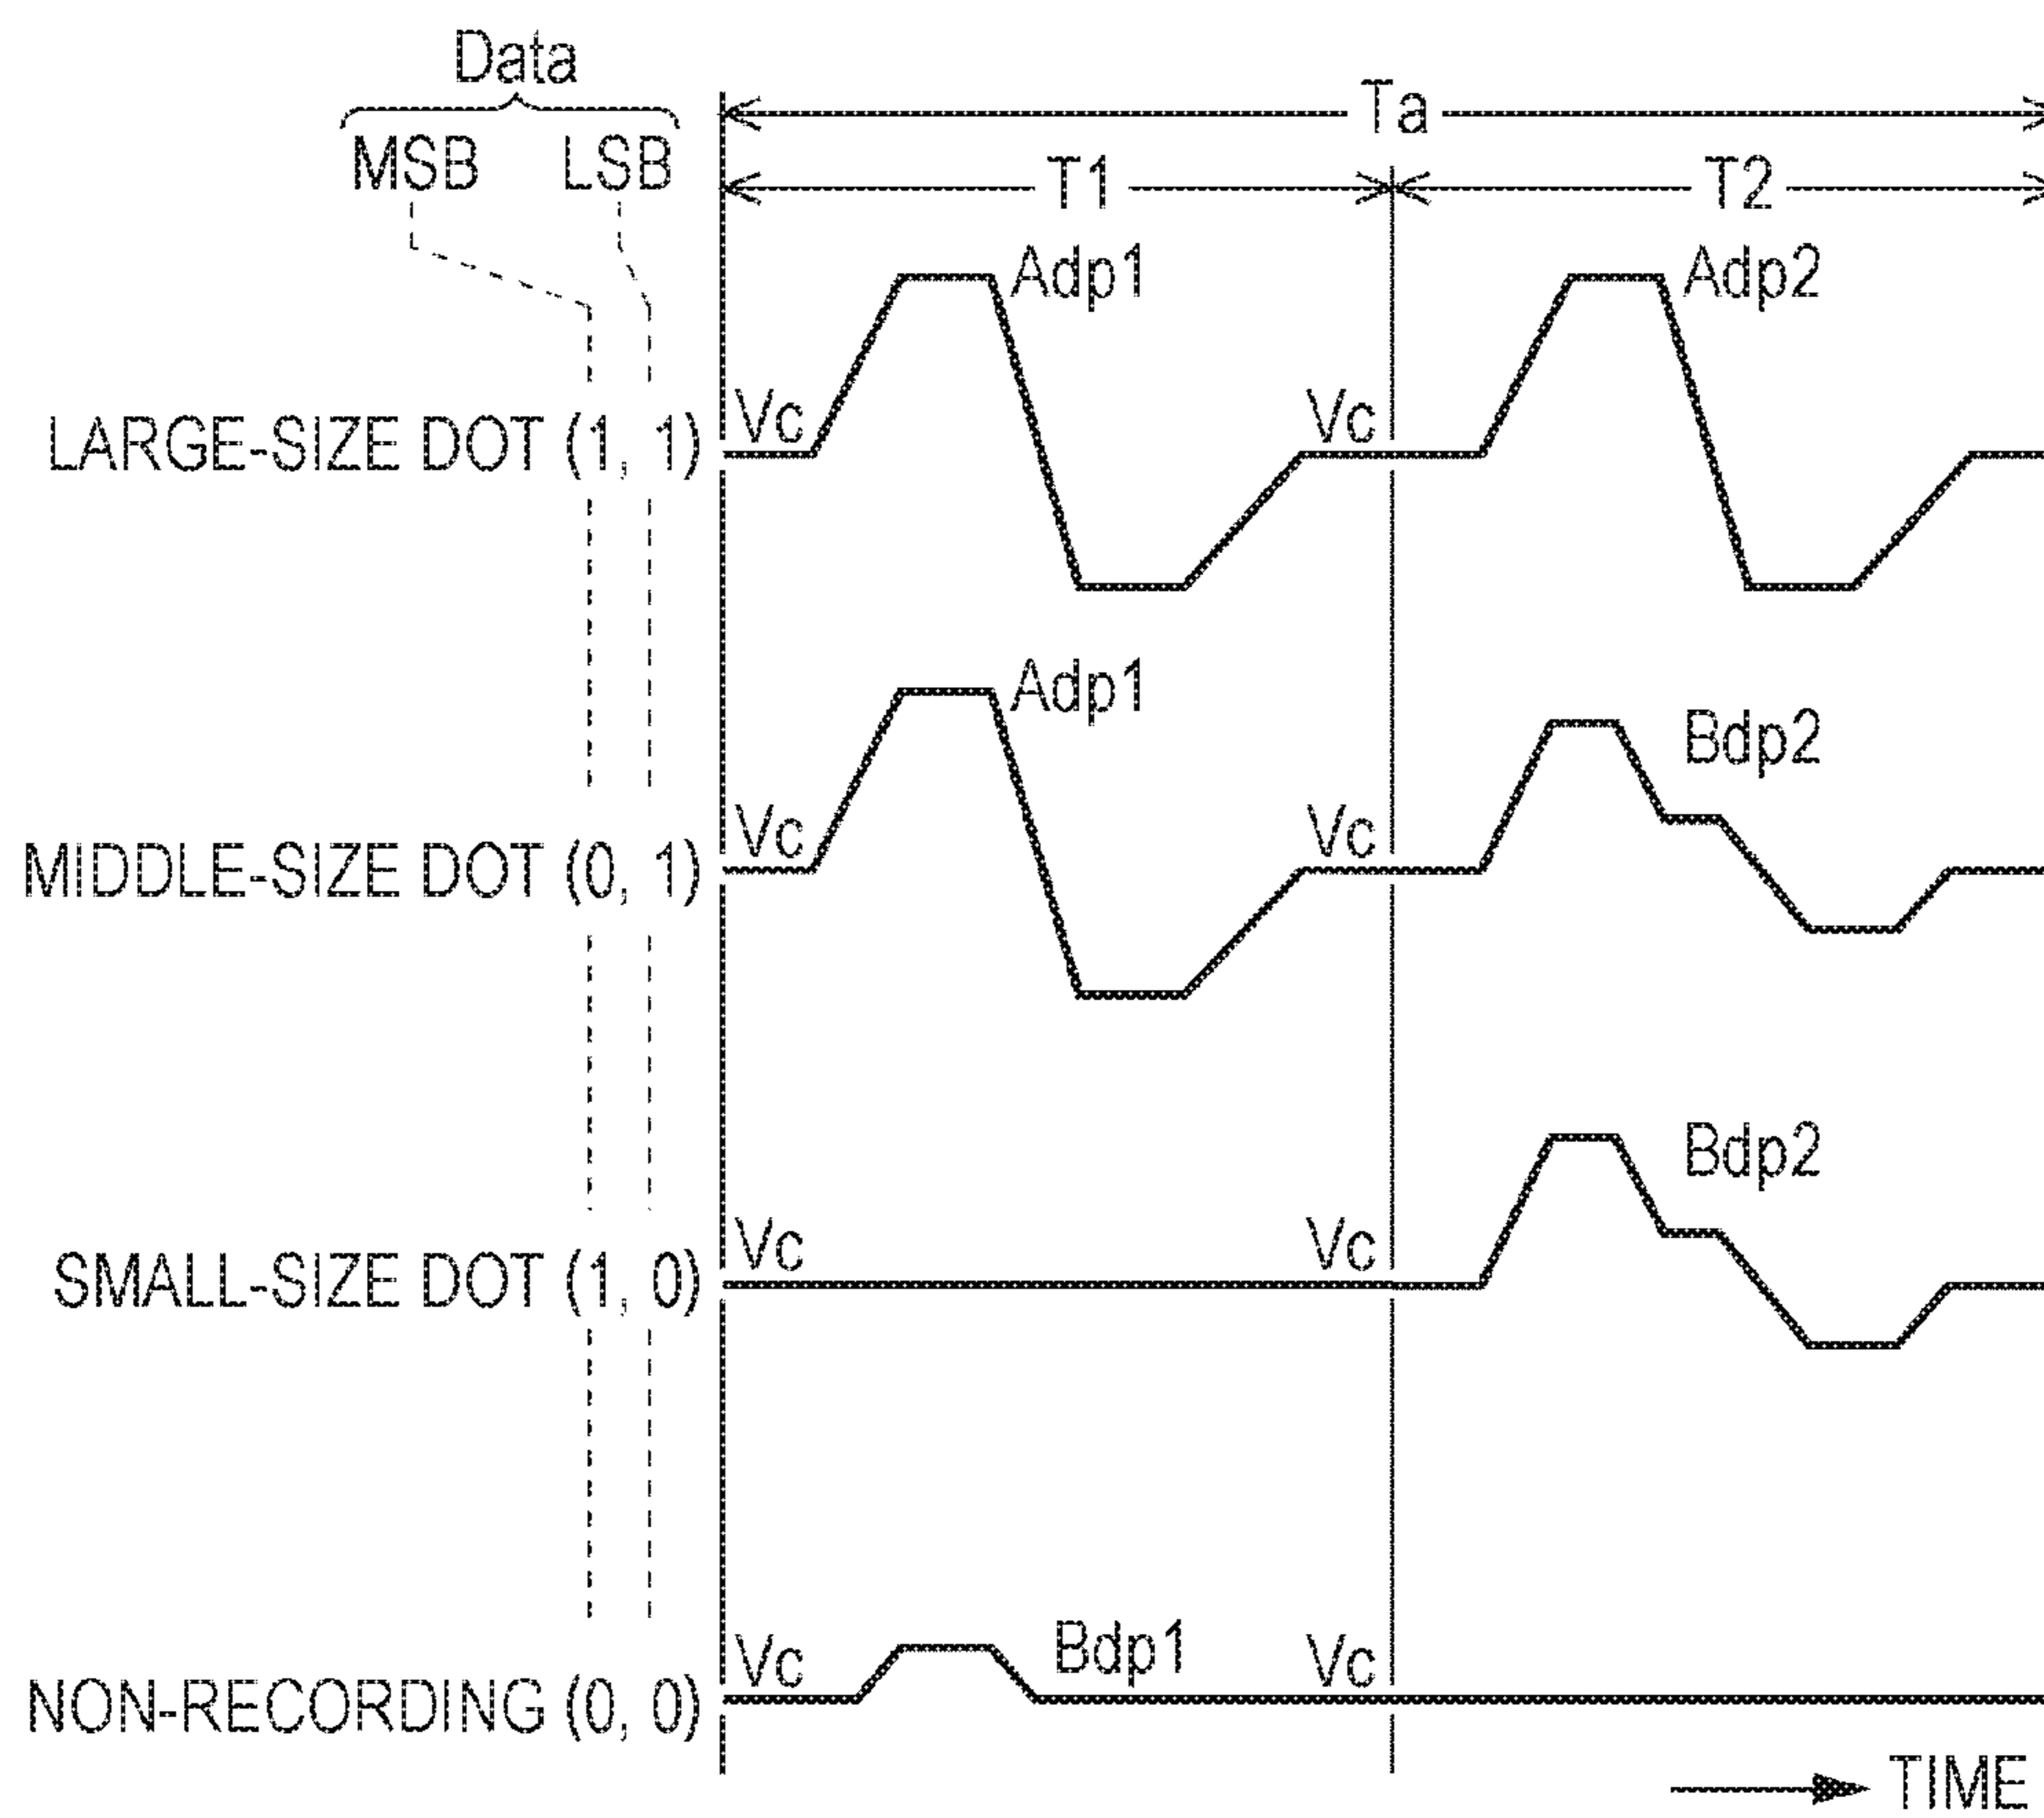 Data
MSB LSB
Ta
T1 T2
Adp1 Adp2
LARGE-SIZE DOT (1, 1) Vc Vc
Adp1 Bdp2
MIDDLE-SIZE DOT (0, 1) Vc Vc
Bdp2
SMALL-SIZE DOT (1, 0) Vc Vc
NON-RECORDING (0, 0) Vc Bdp1 Vc
TIME